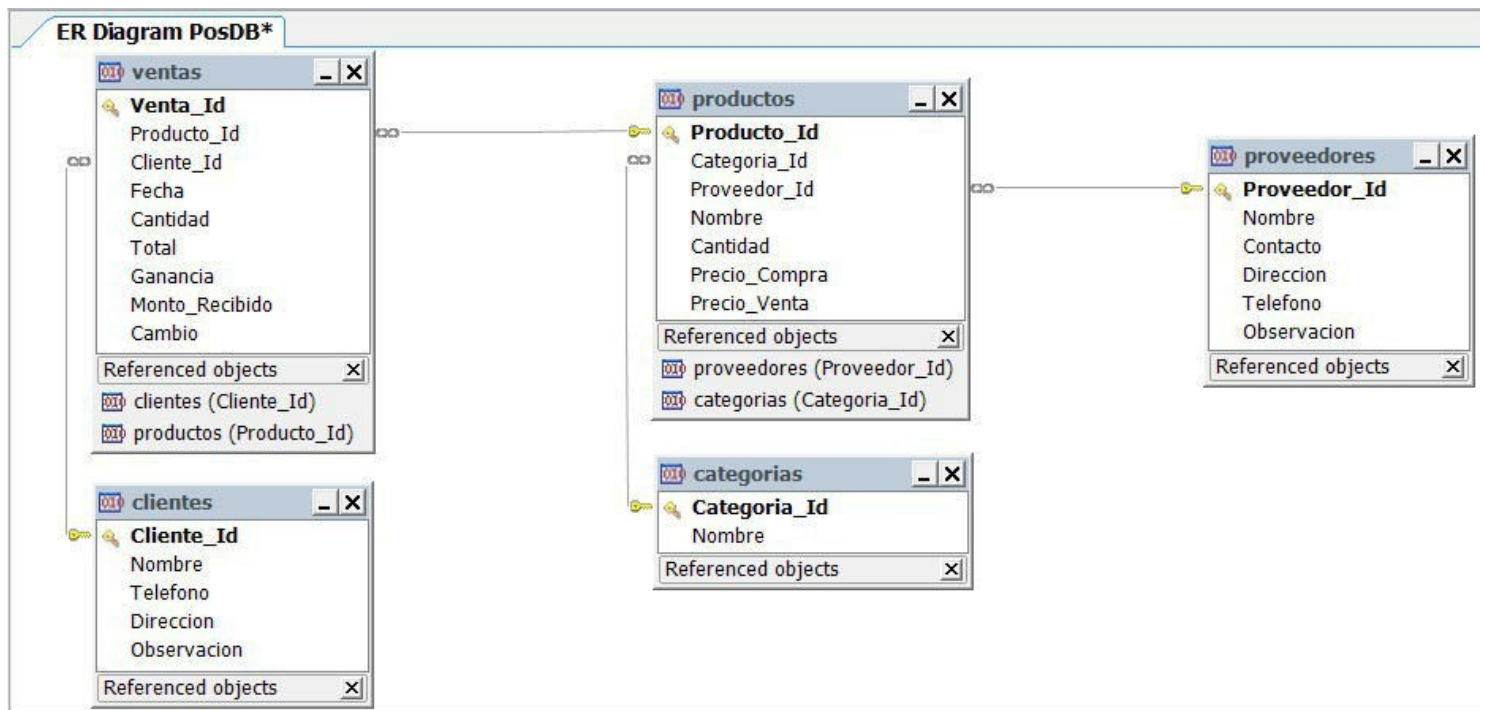 ER Diagram PosDB*
ventas
Venta_Id
Producto_Id
Cliente_Id
Fecha
Cantidad
Total
Ganancia
Monto_Recibido
Cambio
Referenced objects
clientes (Cliente_Id)
productos (Producto_Id)
clientes
Cliente_Id
Nombre
Telefono
Direccion
Observacion
Referenced objects
productos
Producto_Id
Categoria_Id
Proveedor_Id
Nombre
Cantidad
Precio_Compra
Precio_Venta
Referenced objects
proveedores (Proveedor_Id)
categorias (Categoria_Id)
categorias
Categoria_Id
Nombre
Referenced objects
proveedores
Proveedor_Id
Nombre
Contacto
Direccion
Telefono
Observacion
Referenced objects